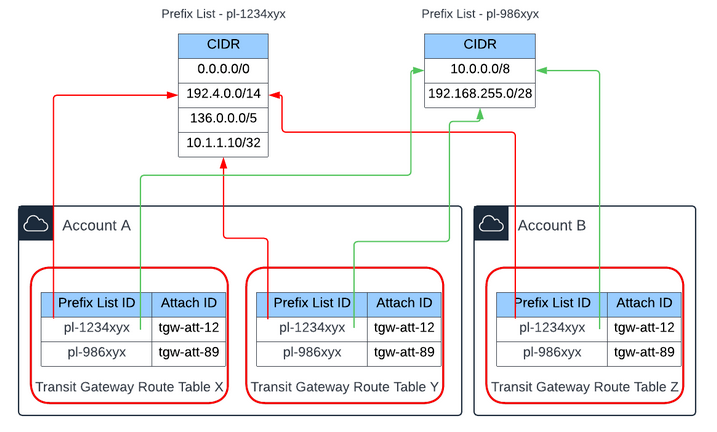 Prefix List - pl-1234xyx
Prefix List - pl-986xyx
CIDR
0.0.0.0/0
192.4.0.0/14
136.0.0.0/5
10.1.1.10/32
CIDR
10.0.0.0/8
192.168.255.0/28
Account A
Account B
Prefix List ID Attach ID
pl-1234xyx tgw-att-12
pl-986xyx tgw-att-89
Transit Gateway Route Table X
Prefix List ID Attach ID
pl-1234xyx tgw-att-12
pl-986xyx tgw-att-89
Transit Gateway Route Table Y
Prefix List ID Attach ID
pl-1234xyx tgw-att-12
pl-986xyx tgw-att-89
Transit Gateway Route Table Z